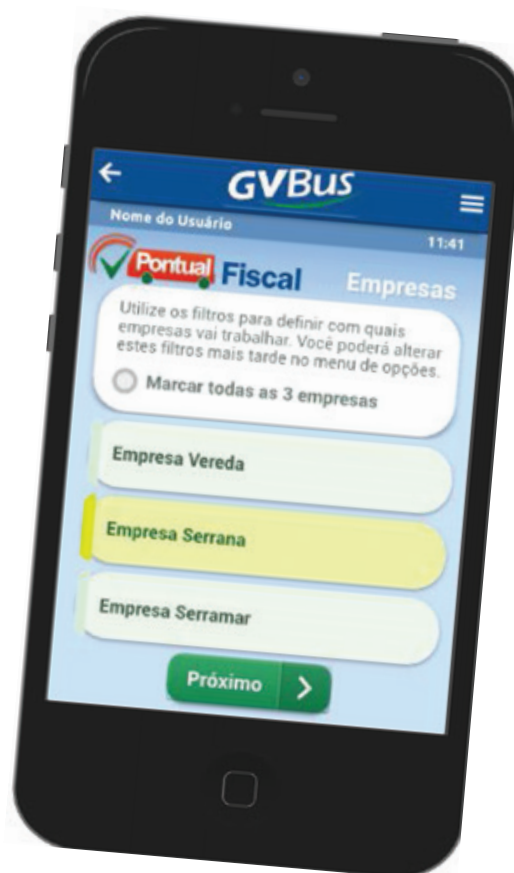 GVBus
Nome do Usuário
11:41
Pontual Fiscal
Empresas
Utilize os filtros para definir com quais
empresas vai trabalhar. Você poderá alterar
estes filtros mais tarde no menu de opções.
Marcar todas as 3 empresas
Empresa Vereda
Empresa Serrana
Empresa Serramar
Próximo